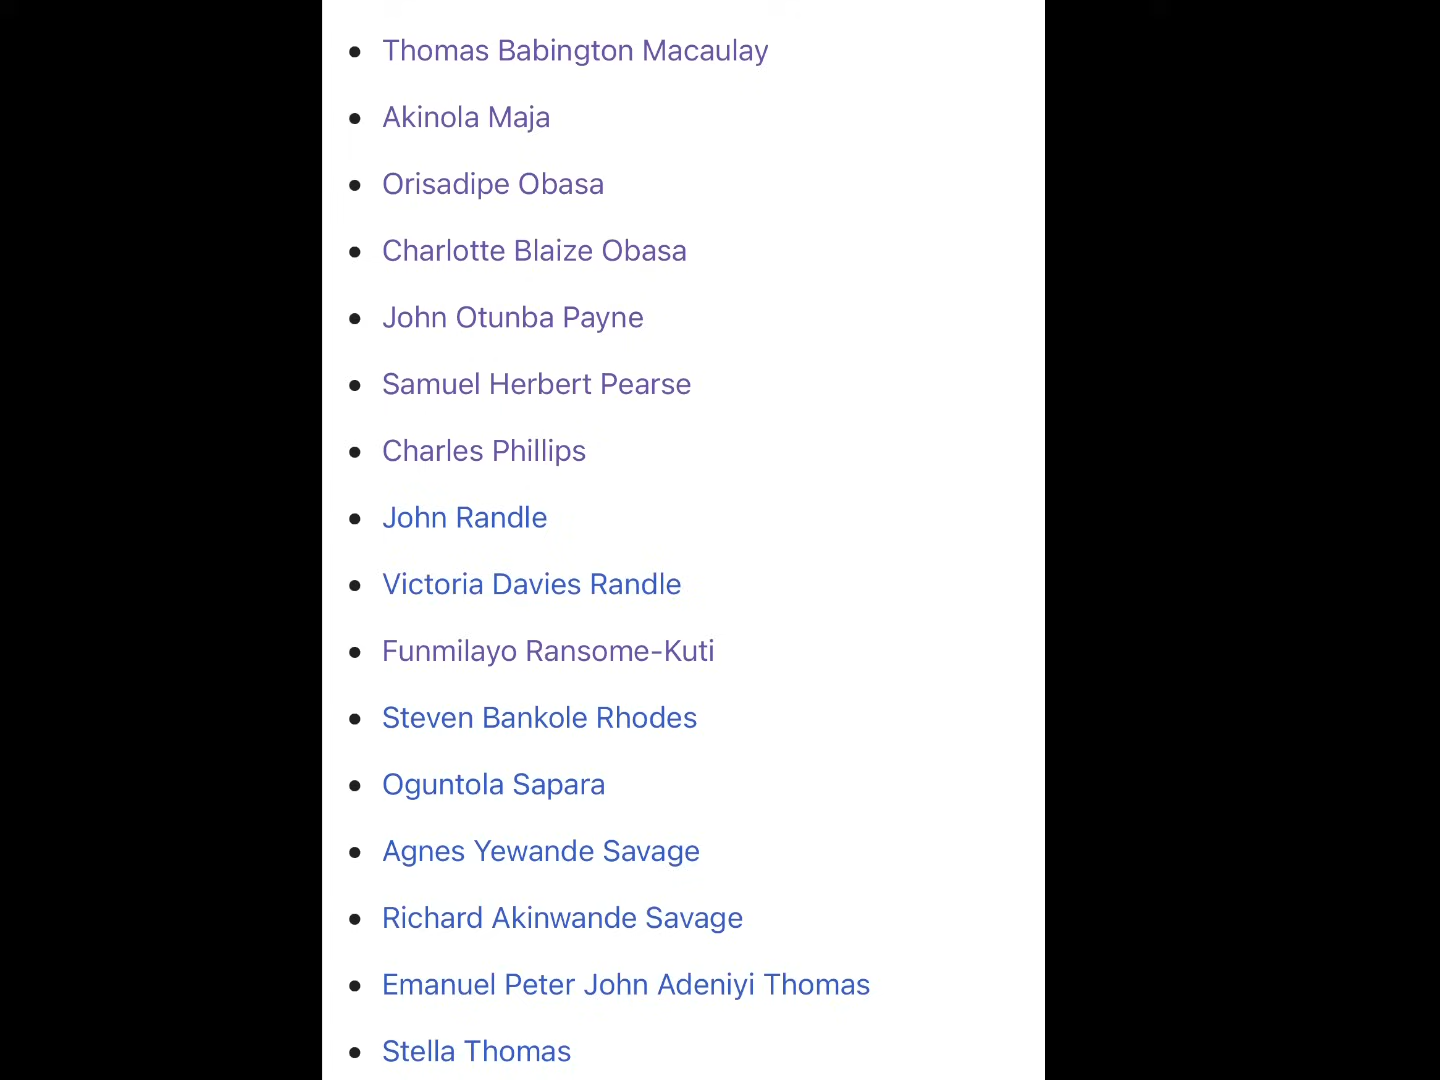 Thomas Babington Macaulay
Akinola Maja
Orisadipe Obasa
Charlotte Blaize Obasa
John Otunba Payne
Samuel Herbert Pearse
Charles Phillips
John Randle
Victoria Davies Randle
Funmilayo Ransome-Kuti
Steven Bankole Rhodes
Oguntola Sapara
Agnes Yewande Savage
Richard Akinwande Savage
Emanuel Peter John Adeniyi Thomas
Stella Thomas